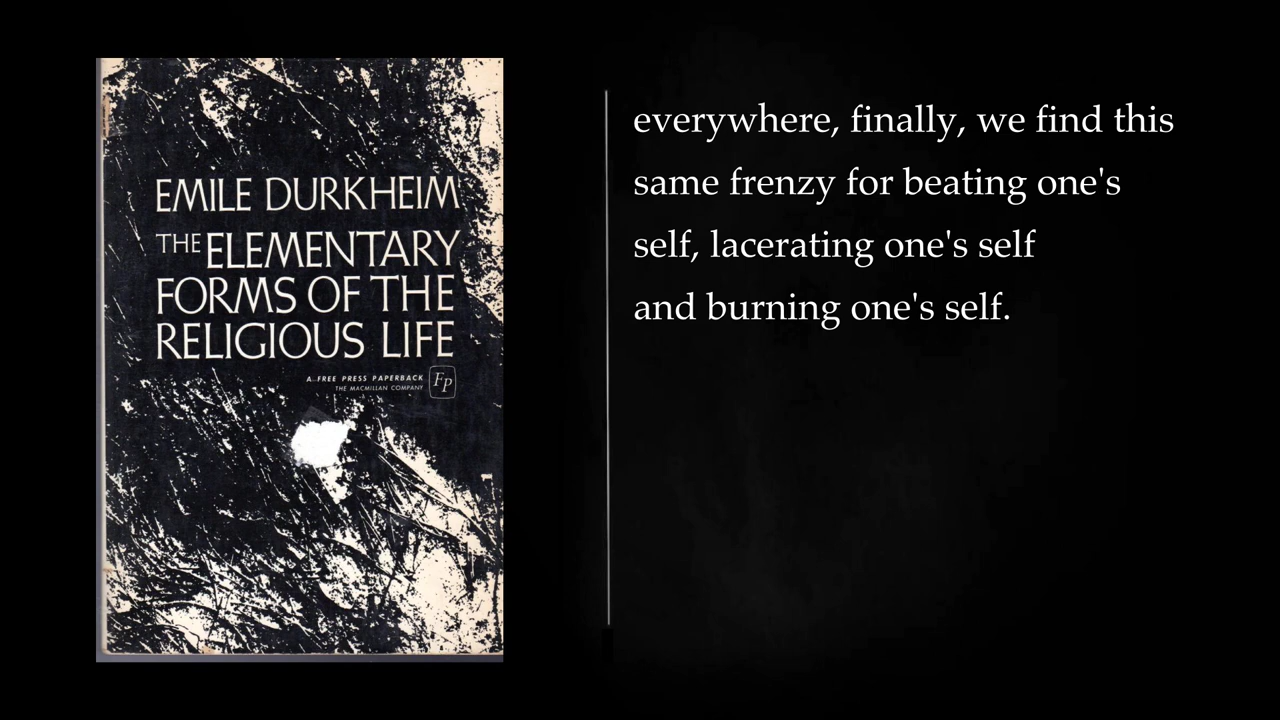 EMILE DURKHEIM
THE ELEMENTARY
FORMS OF THE
RELIGIOUS LIFE
A FREE PRESS PAPERBACK
THE MACMILLAN COMPANY
FP
everywhere, finally, we find this
same frenzy for beating one's
self, lacerating one's self
and burning one's self.